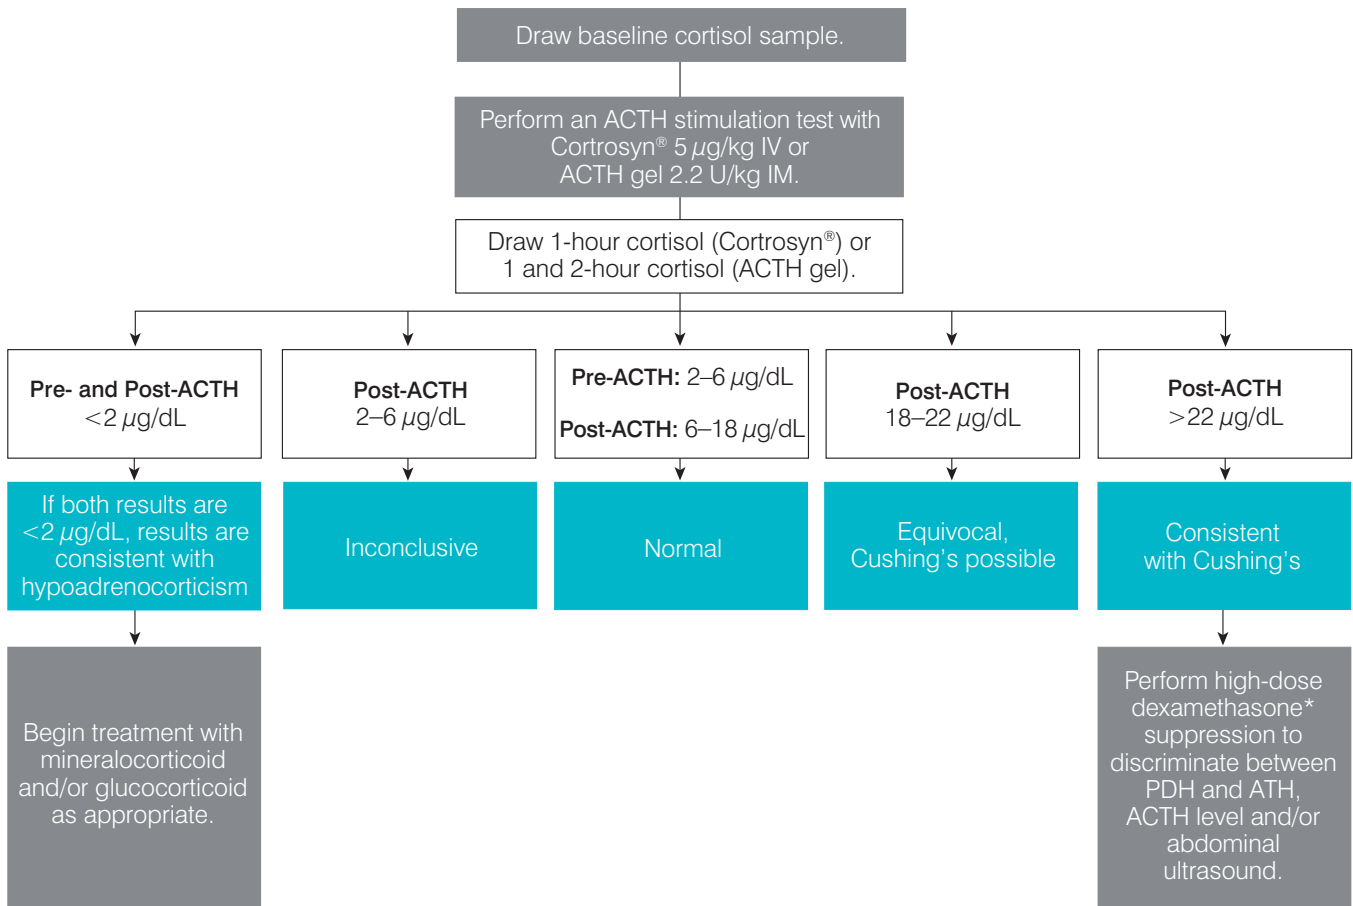 Draw baseline cortisol sample.
Perform an ACTH stimulation test with
Cortrosyn® 5 µg/kg IV or
ACTH gel 2.2 U/kg IM.
Draw 1-hour cortisol (Cortrosyn®) or
1 and 2-hour cortisol (ACTH gel).
Pre- and Post-ACTH
<2 µg/dL
Post-ACTH
2–6 µg/dL
Pre-ACTH: 2–6 µg/dL
Post-ACTH: 6–18 µg/dL
Post-ACTH
18–22 µg/dL
Post-ACTH
>22 µg/dL
If both results are
<2 µg/dL, results are
consistent with
hypoadrenocorticism
Inconclusive
Normal
Equivocal,
Cushing’s possible
Consistent
with Cushing’s
Begin treatment with
mineralocorticoid
and/or glucocorticoid
as appropriate.
Perform high-dose
dexamethasone*
suppression to
discriminate between
PDH and ATH,
ACTH level and/or
abdominal
ultrasound.